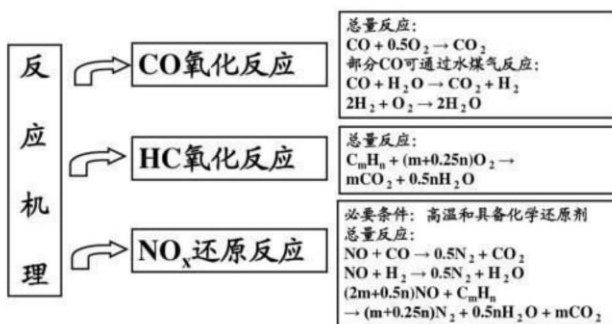 反应机理
CO氧化反应
总量反应:
CO + 0.5O₂ → CO₂
部分CO可通过水煤气反应:
CO + H₂O → CO₂ + H₂
2H₂ + O₂ → 2H₂O
HC氧化反应
总量反应:
CₘHₙ + (m+0.25n)O₂ →
mCO₂ + 0.5nH₂O
NOₓ还原反应
必要条件: 高温和具备化学还原剂
总量反应:
NO + CO → 0.5N₂ + CO₂
NO + H₂ → 0.5N₂ + H₂O
(2m+0.5n)NO + CₘHₙ
→ (m+0.25n)N₂ + 0.5nH₂O + mCO₂